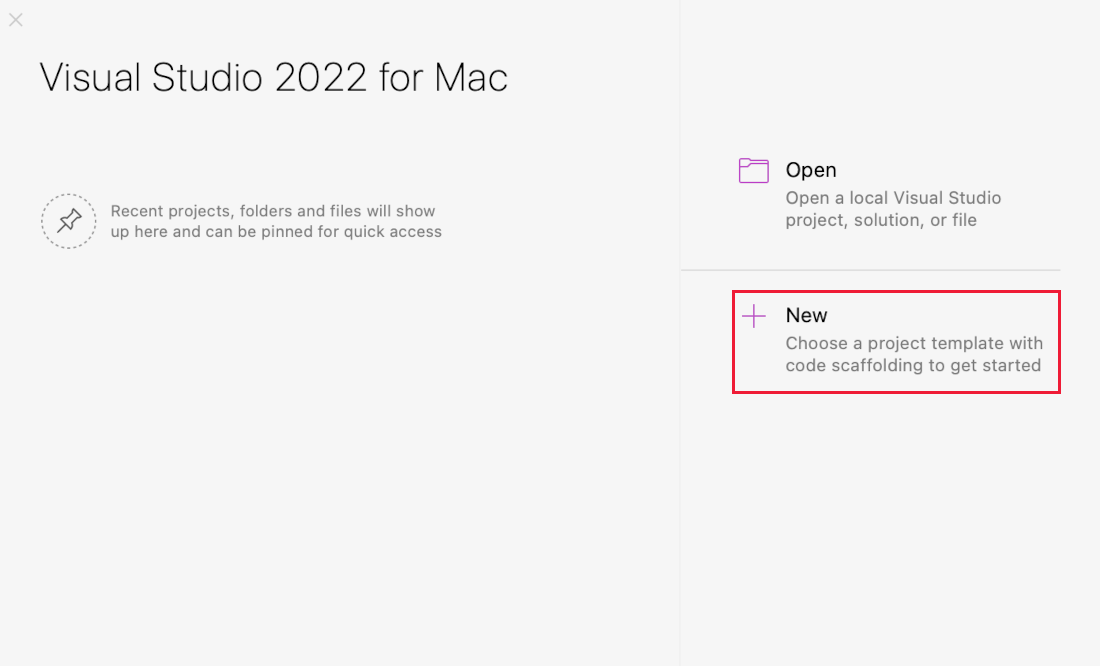 Visual Studio 2022 for Mac
Recent projects, folders and files will show
up here and can be pinned for quick access
Open
Open a local Visual Studio
project, solution, or file
New
Choose a project template with
code scaffolding to get started